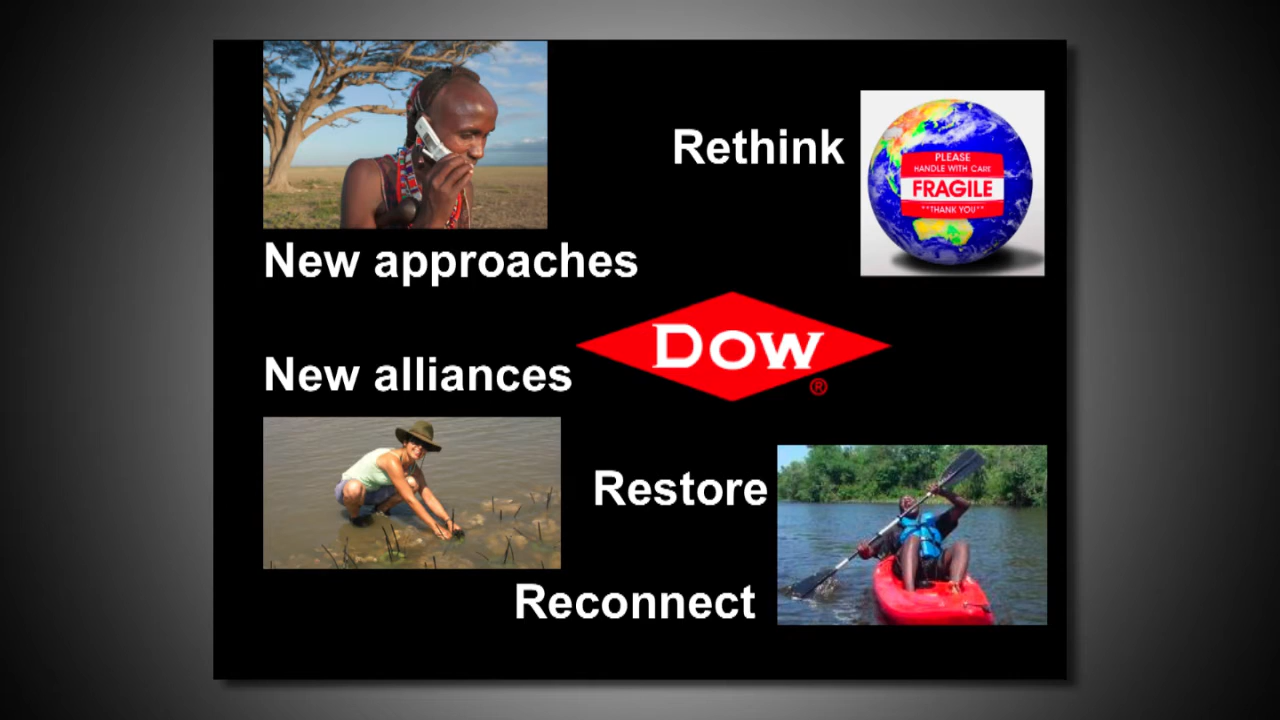 Rethink
PLEASE
HANDLE WITH CARE
FRAGILE
**THANK YOU**
New approaches
DOW
®
New alliances
Restore
Reconnect